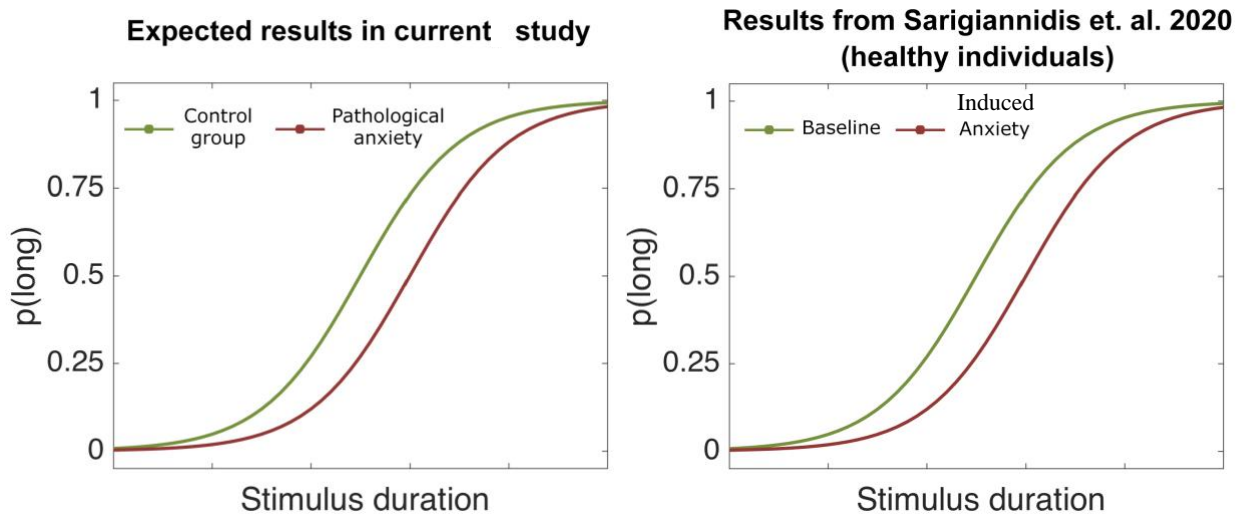 Expected results in current study
Control
group
Pathological
anxiety
1
0.75
0.5
0.25
0
p(long)
Stimulus duration
Results from Sarigiannidis et. al. 2020
(healthy individuals)
Baseline
Induced
Anxiety
1
0.75
0.5
0.25
0
p(long)
Stimulus duration